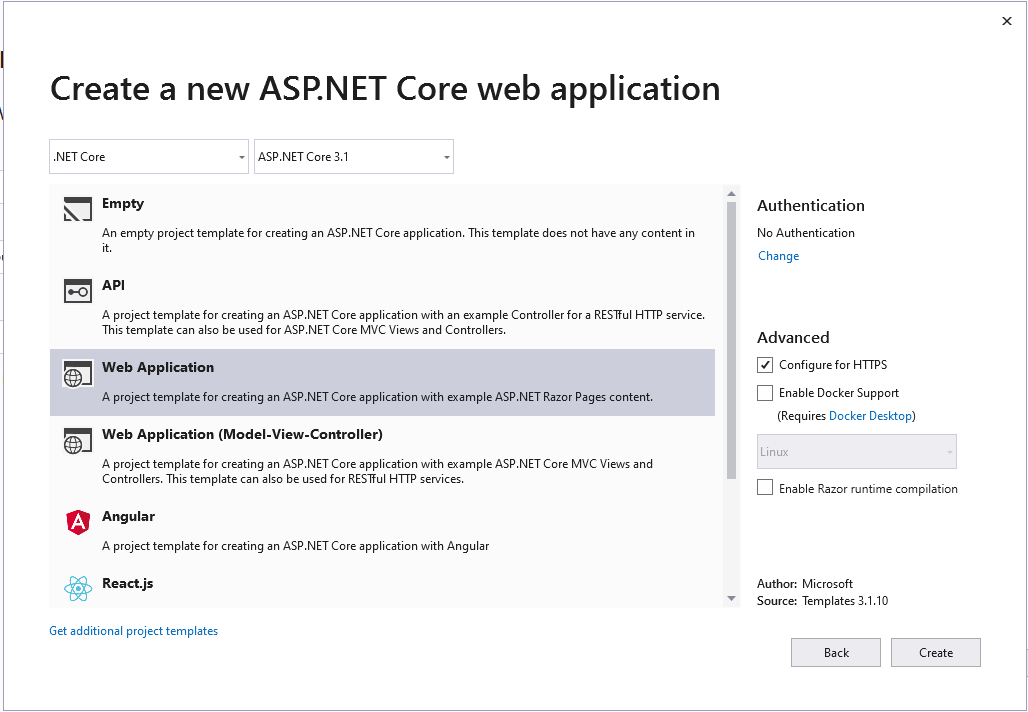 Create a new ASP.NET Core web application
.NET Core
ASP.NET Core 3.1
Empty
An empty project template for creating an ASP.NET Core application. This template does not have any content in
it.
API
A project template for creating an ASP.NET Core application with an example Controller for a RESTful HTTP service.
This template can also be used for ASP.NET Core MVC Views and Controllers.
Web Application
A project template for creating an ASP.NET Core application with example ASP.NET Razor Pages content.
Web Application (Model-View-Controller)
A project template for creating an ASP.NET Core application with example ASP.NET Core MVC Views and
Controllers. This template can also be used for RESTful HTTP services.
Angular
A project template for creating an ASP.NET Core application with Angular
React.js
Get additional project templates
Authentication
No Authentication
Change
Advanced
Configure for HTTPS
Enable Docker Support
(Requires Docker Desktop)
Linux
Enable Razor runtime compilation
Author: Microsoft
Source: Templates 3.1.10
Back
Create